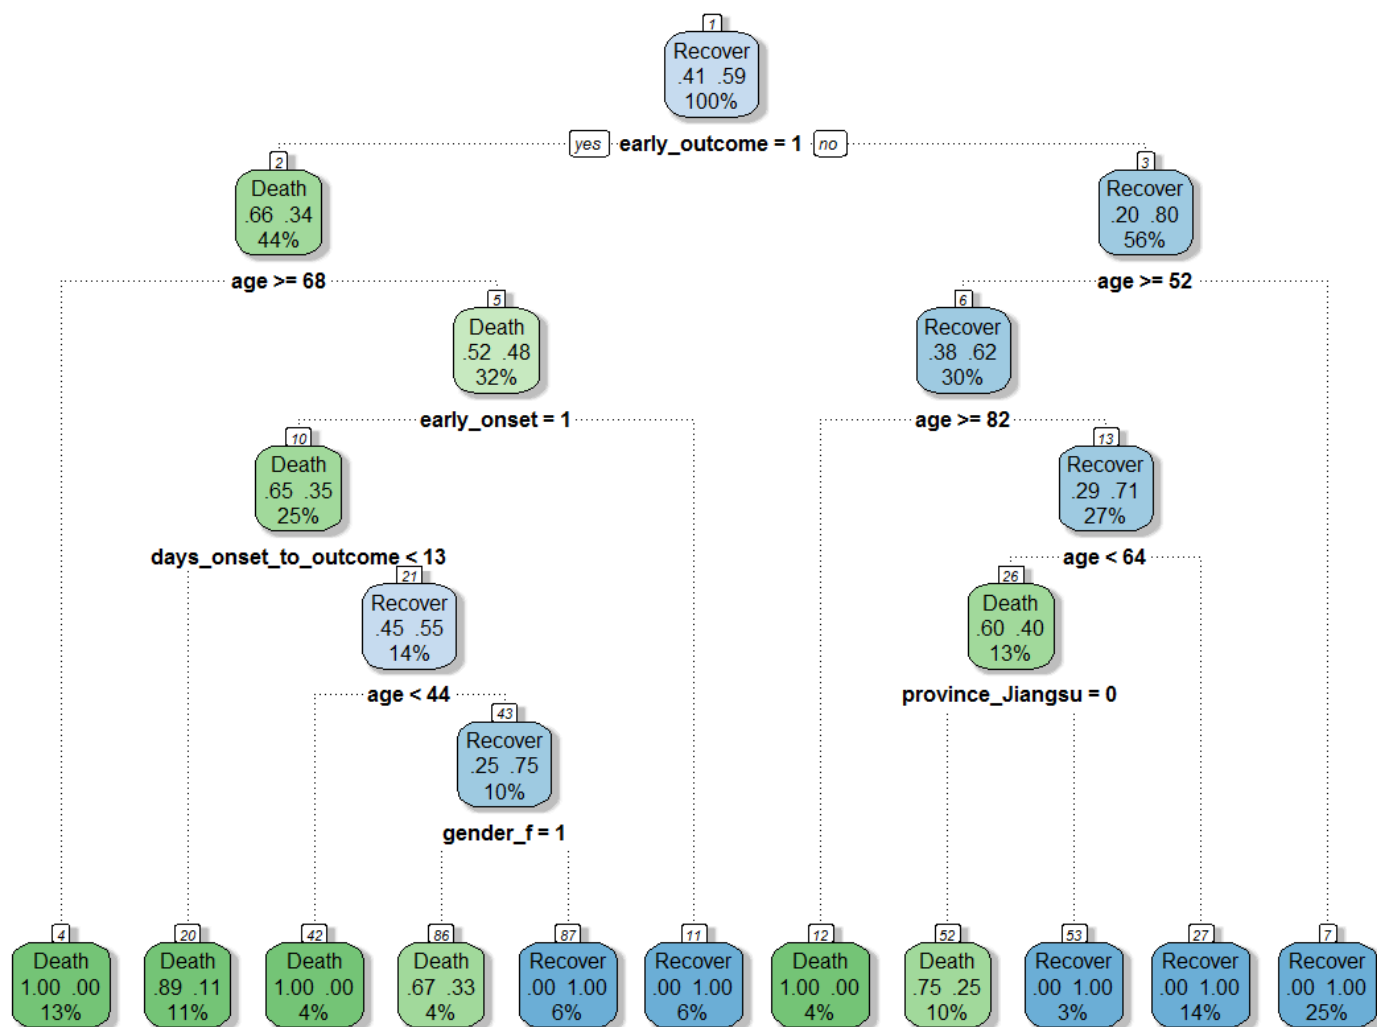 1
Recover
.41 .59
100%
yes early_outcome = 1 no
2
Death
.66 .34
44%
3
Recover
.20 .80
56%
age >= 68
age >= 52
5
Death
.52 .48
32%
6
Recover
.38 .62
30%
early_onset = 1
age >= 82
10
Death
.65 .35
25%
13
Recover
.29 .71
27%
days_onset_to_outcome < 13
age < 64
21
Recover
.45 .55
14%
26
Death
.60 .40
13%
age < 44
province_Jiangsu = 0
43
Recover
.25 .75
10%
gender_f = 1
4
Death
1.00 .00
13%
20
Death
.89 .11
11%
42
Death
1.00 .00
4%
86
Death
.67 .33
4%
87
Recover
.00 1.00
6%
11
Recover
.00 1.00
6%
12
Death
1.00 .00
4%
52
Death
.75 .25
10%
53
Recover
.00 1.00
3%
27
Recover
.00 1.00
14%
7
Recover
.00 1.00
25%